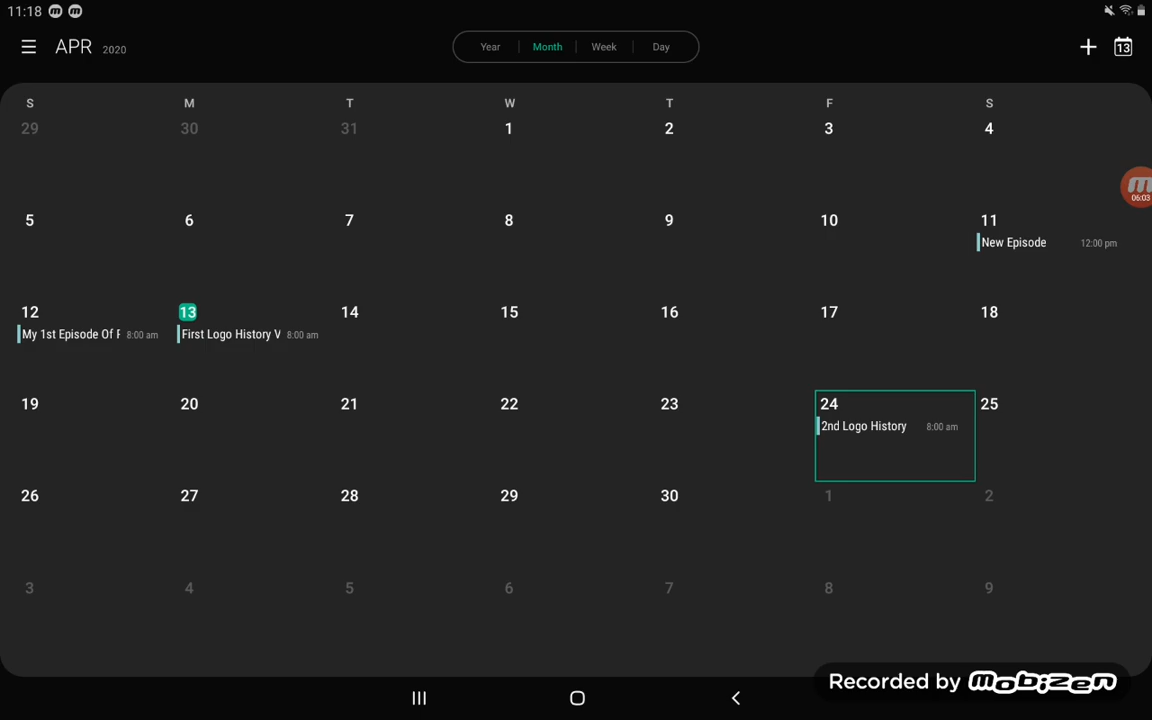 11:18
APR 2020
Year Month Week Day
13
S M T W T F S
29 30 31 1 2 3 4
06:03
5 6 7 8 9 10 11
New Episode 12:00 pm
12 13 14 15 16 17 18
My 1st Episode Of F 8:00 am First Logo History V 8:00 am
19 20 21 22 23 24 25
2nd Logo History 8:00 am
26 27 28 29 30 1 2
3 4 5 6 7 8 9
Recorded by mobizen